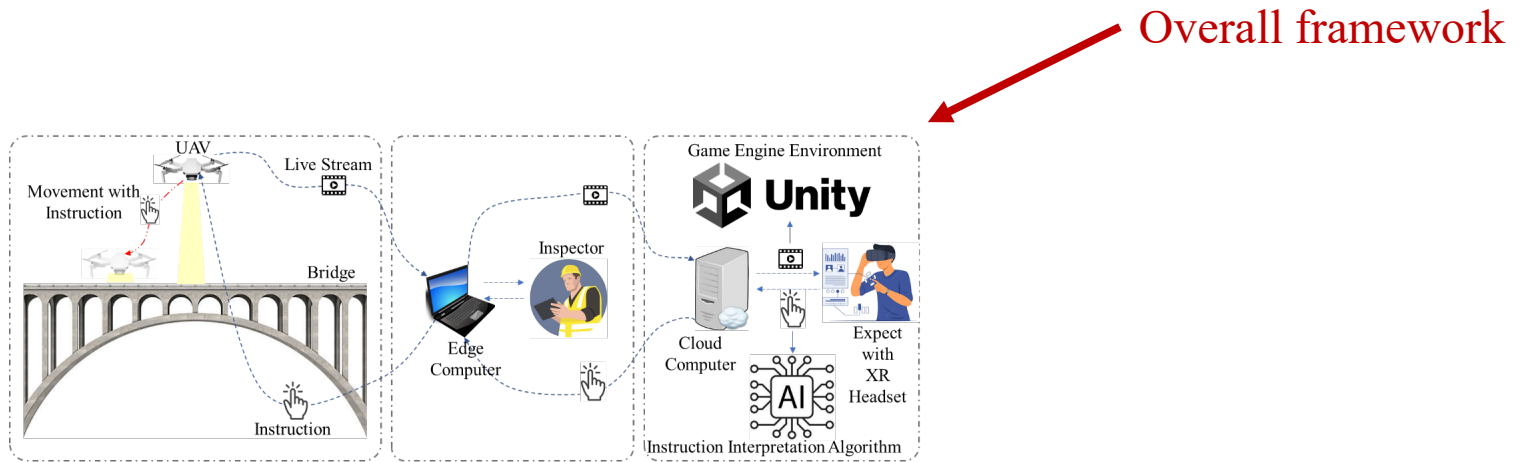 Overall framework
UAV
Live Stream
Movement with
Instruction
Bridge
Instruction
Inspector
Edge
Computer
Game Engine Environment
Unity
Cloud
Computer
Expect
with
XR
Headset
AI
Instruction Interpretation Algorithm